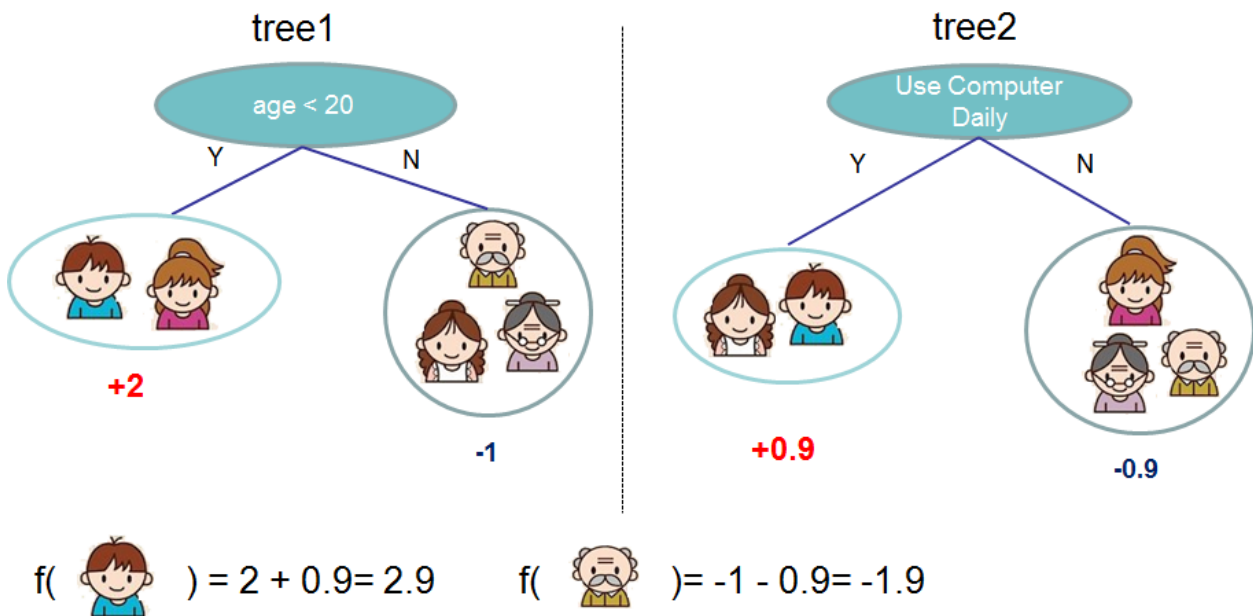 tree1
age < 20
Y
N
+2
-1
tree2
Use Computer
Daily
Y
N
+0.9
-0.9
f( ) = 2 + 0.9= 2.9
f( )= -1 - 0.9= -1.9